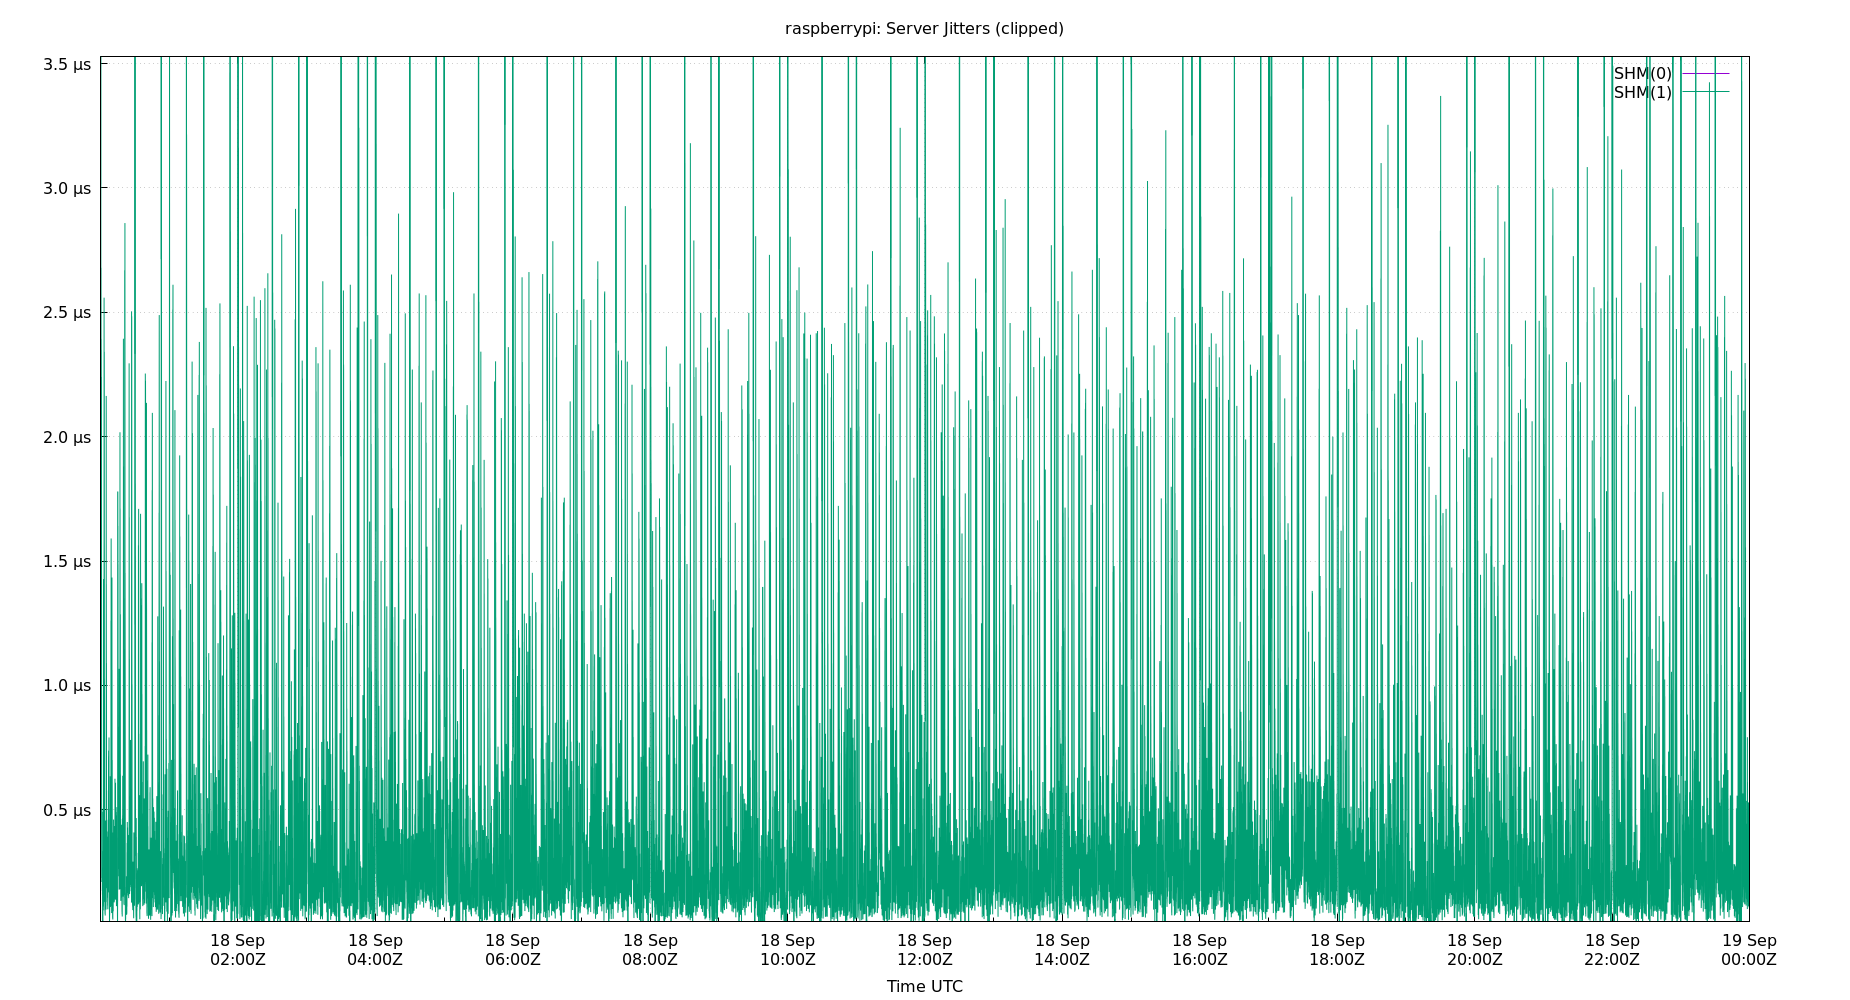 raspberrypi: Server Jitters (clipped)
3.5 µs
3.0 µs
2.5 µs
2.0 µs
1.5 µs
1.0 µs
0.5 µs
SHM(0)
SHM(1)
18 Sep 18 Sep 18 Sep 18 Sep 18 Sep 18 Sep 18 Sep 18 Sep 18 Sep 18 Sep 18 Sep 19 Sep
02:00Z 04:00Z 06:00Z 08:00Z 10:00Z 12:00Z 14:00Z 16:00Z 18:00Z 20:00Z 22:00Z 00:00Z
Time UTC